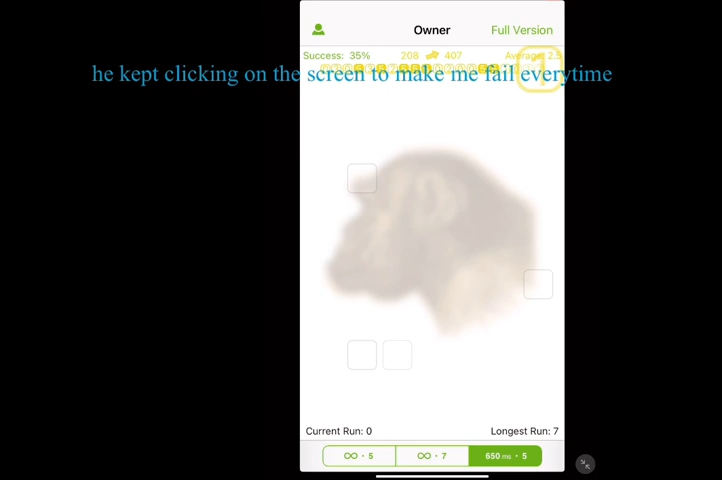 Owner
Full Version
Success: 35%
208
407
Average: 2.5
he kept clicking on the screen to make me fail everytime
1
Current Run: 0
Longest Run: 7
∞ · 5
∞ · 7
650 ms · 5